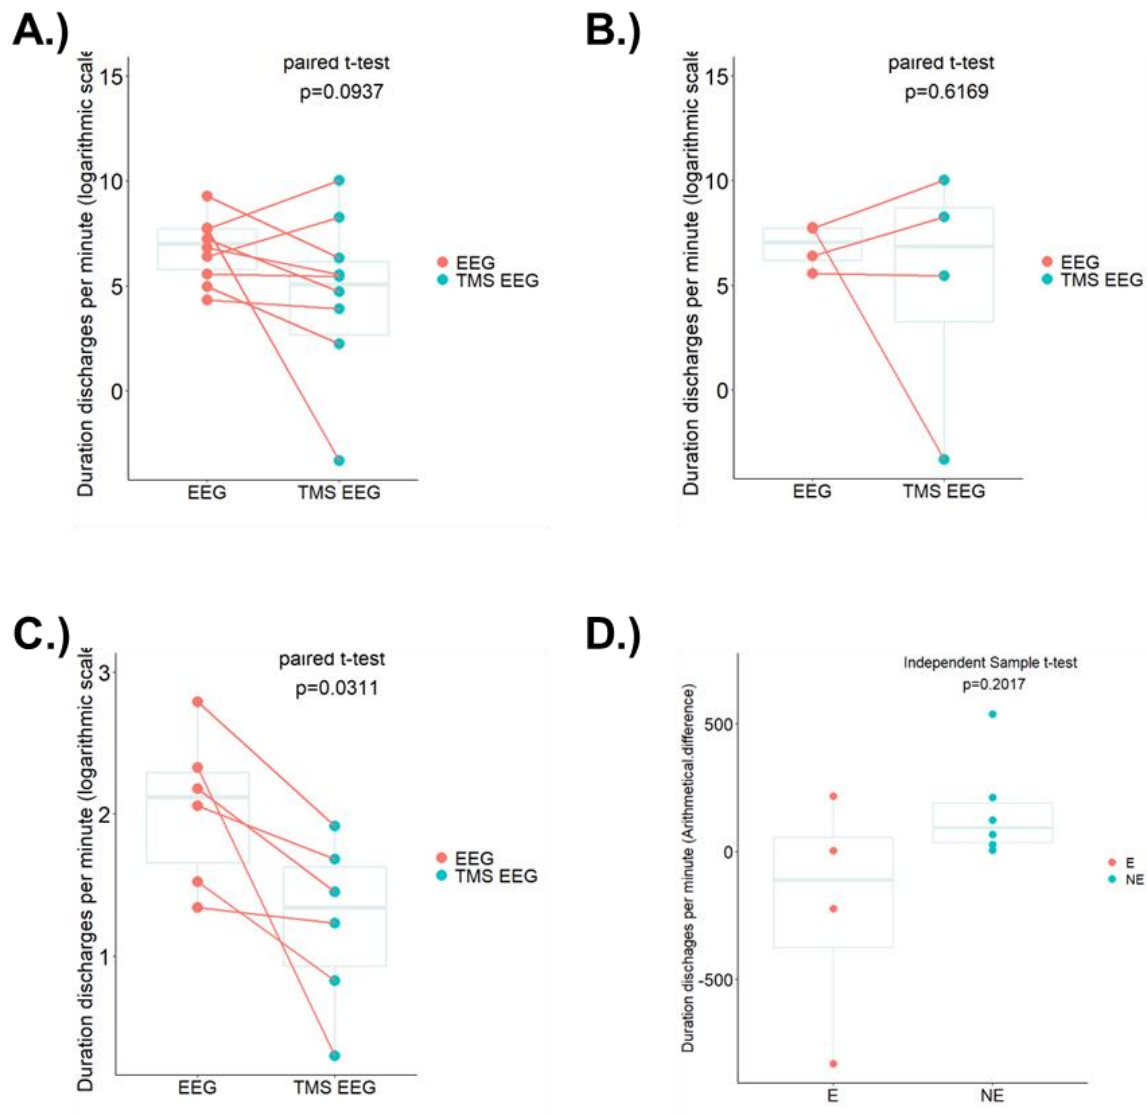 A.)
paired t-test
p=0.0937
Duration discharges per minute (logarithmic scale
15
10
5
0
EEG
TMS EEG
EEG
TMS EEG
B.)
paired t-test
p=0.6169
Duration discharges per minute (logarithmic scale
15
10
5
0
EEG
TMS EEG
EEG
TMS EEG
C.)
paired t-test
p=0.0311
Duration discharges per minute (logarithmic scale
3
2
1
EEG
TMS EEG
EEG
TMS EEG
D.)
Independent Sample t-test
p=0.2017
Duration dischages per minute (Arithmetical.difference)
500
0
-500
E
NE
E
NE